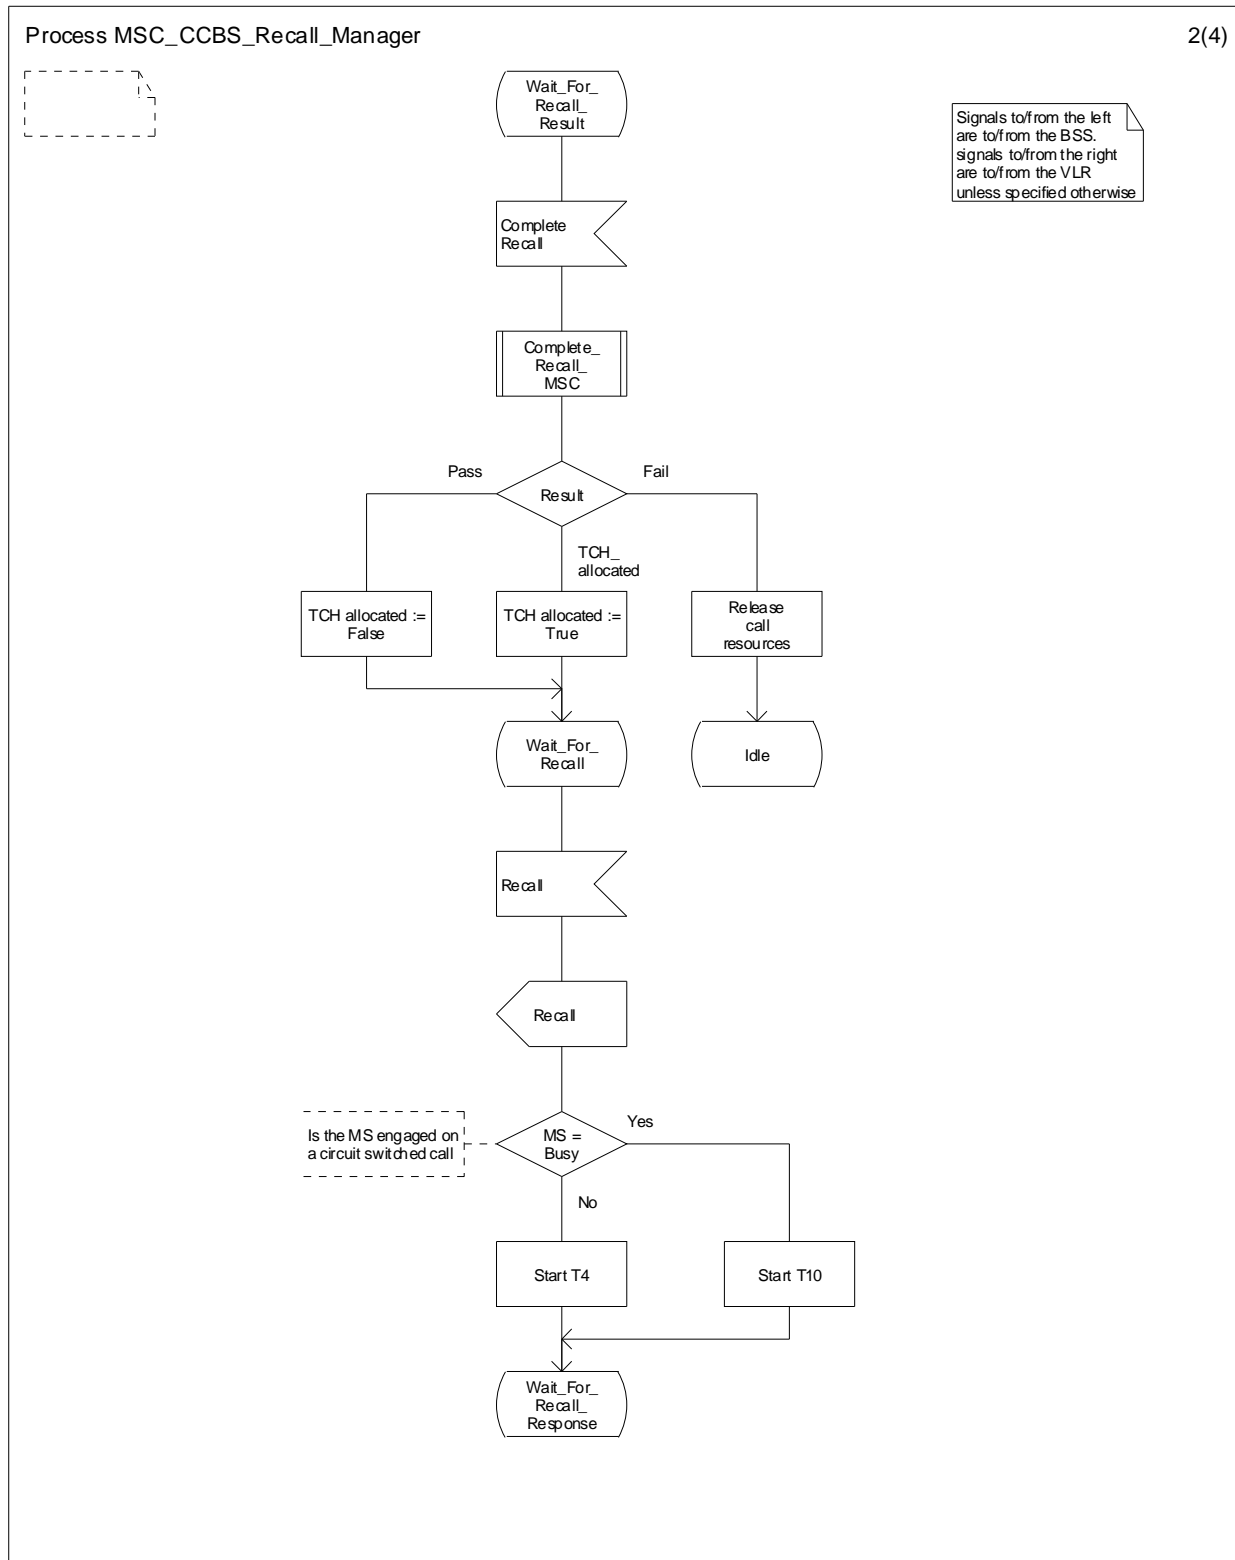 Process MSC_CCBS_Recall_Manager
2(4)
Wait_For_
Recall_
Result
Signals to/from the left
are to/from the BSS.
signals to/from the right
are to/from the VLR
unless specified otherwise
Complete
Recall
Complete_
Recall_
MSC
Pass
Result
Fail
TCH_
allocated
TCH allocated :=
False
TCH allocated :=
True
Release
call
resources
Wait_For_
Recall
Idle
Recall
Recall
Is the MS engaged on
a circuit switched call
MS =
Busy
Yes
No
Start T4
Start T10
Wait_For_
Recall_
Response